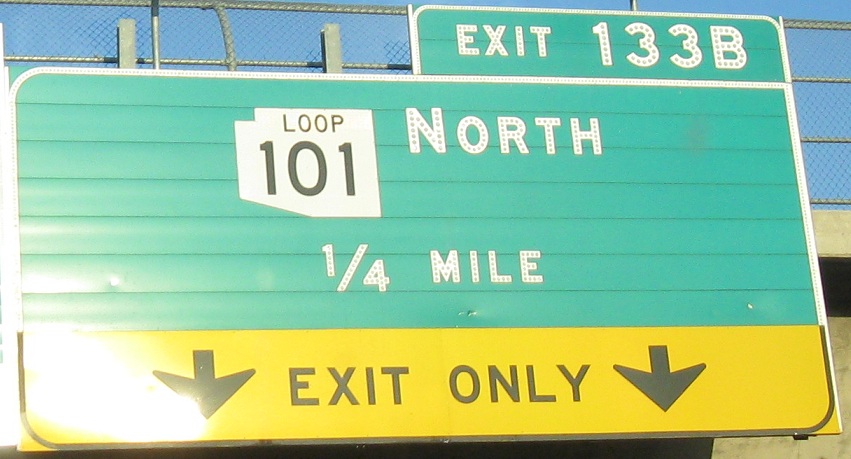 EXIT 133B
LOOP
101 NORTH
1/4 MILE
EXIT ONLY